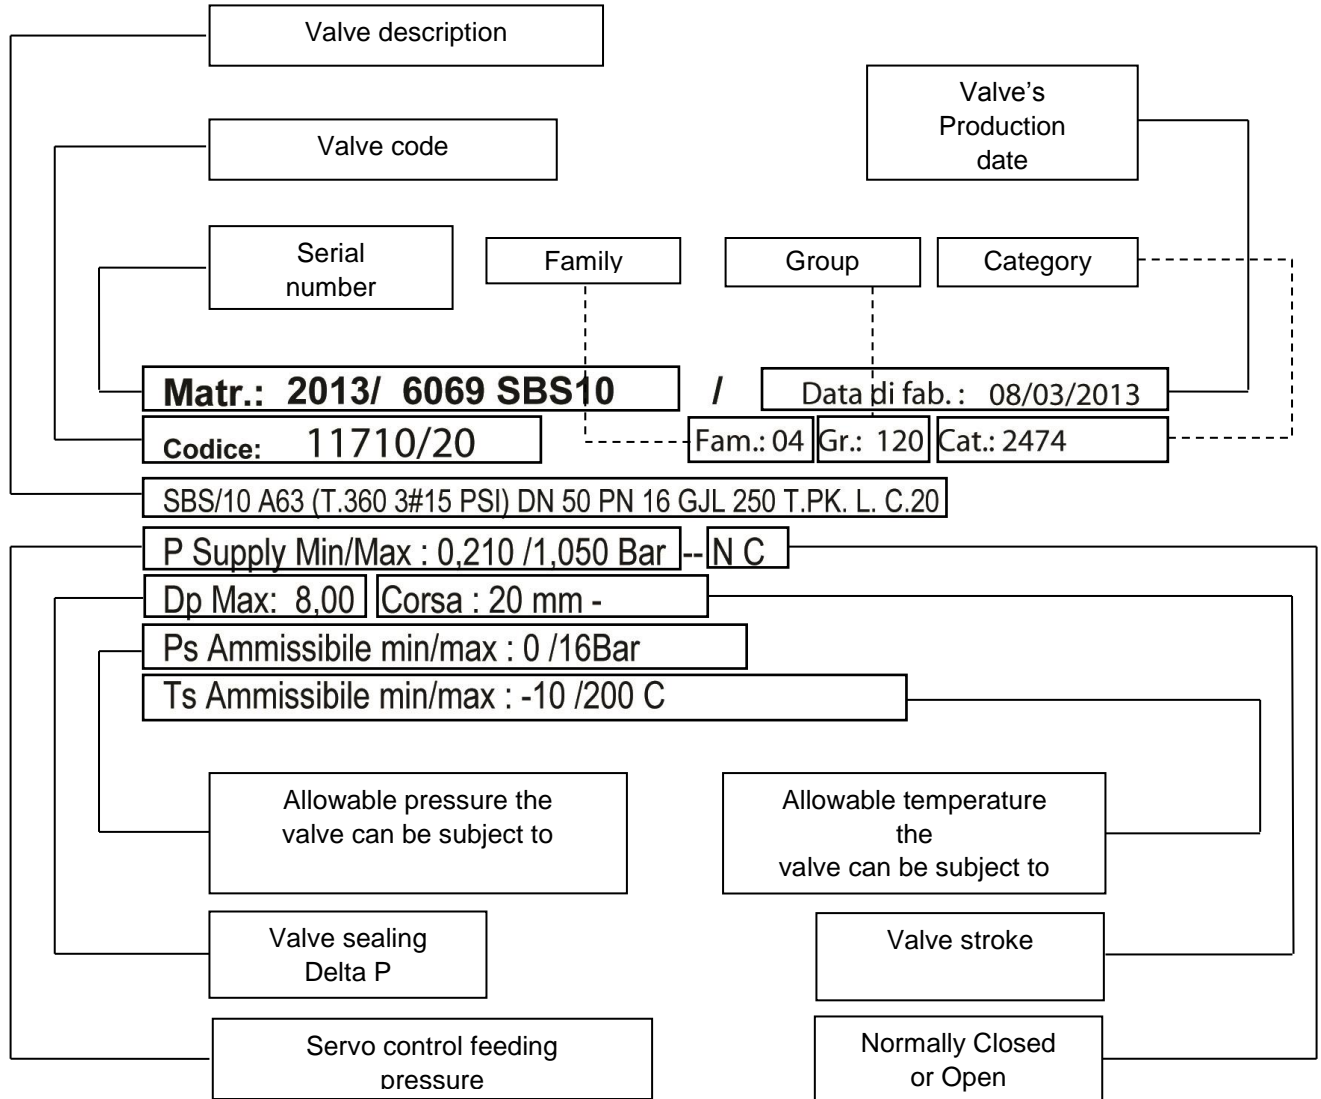 Valve description
Valve's
Production
date
Valve code
Serial
number
Family
Group
Category
Matr.: 2013/ 6069 SBS10 / Data di fab. : 08/03/2013
Codice: 11710/20 Fam.: 04 Gr.: 120 Cat.: 2474
SBS/10 A63 (T.360 3#15 PSI) DN 50 PN 16 GJL 250 T.PK. L. C.20
P Supply Min/Max : 0,210 /1,050 Bar -- N C
Dp Max: 8,00 Corsa : 20 mm -
Ps Ammissibile min/max : 0 /16Bar
Ts Ammissibile min/max : -10 /200 C
Allowable pressure the
valve can be subject to
Allowable temperature
the
valve can be subject to
Valve sealing
Delta P
Valve stroke
Servo control feeding
pressure
Normally Closed
or Open